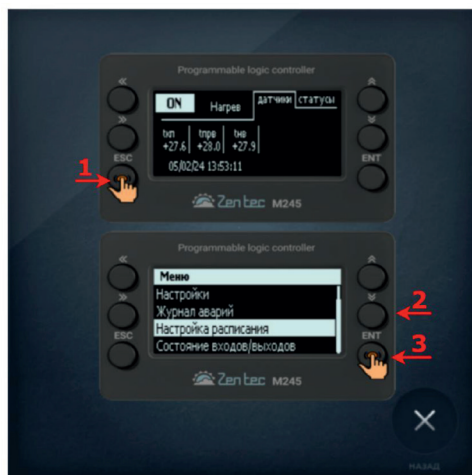 Programmable logic controller
«
ON Нагрев датчики статусы
»
tкп tпрв tнв
+27.6 +28.0 +27.9
ESC ENT
05/02/24 13:53:11
1
Zentec M245
Programmable logic controller
«
Меню
Настройки
»
Журнал аварий
2
Настройка расписания
ESC ENT
Состояние входов/выходов
3
Zentec M245
НАЗАД